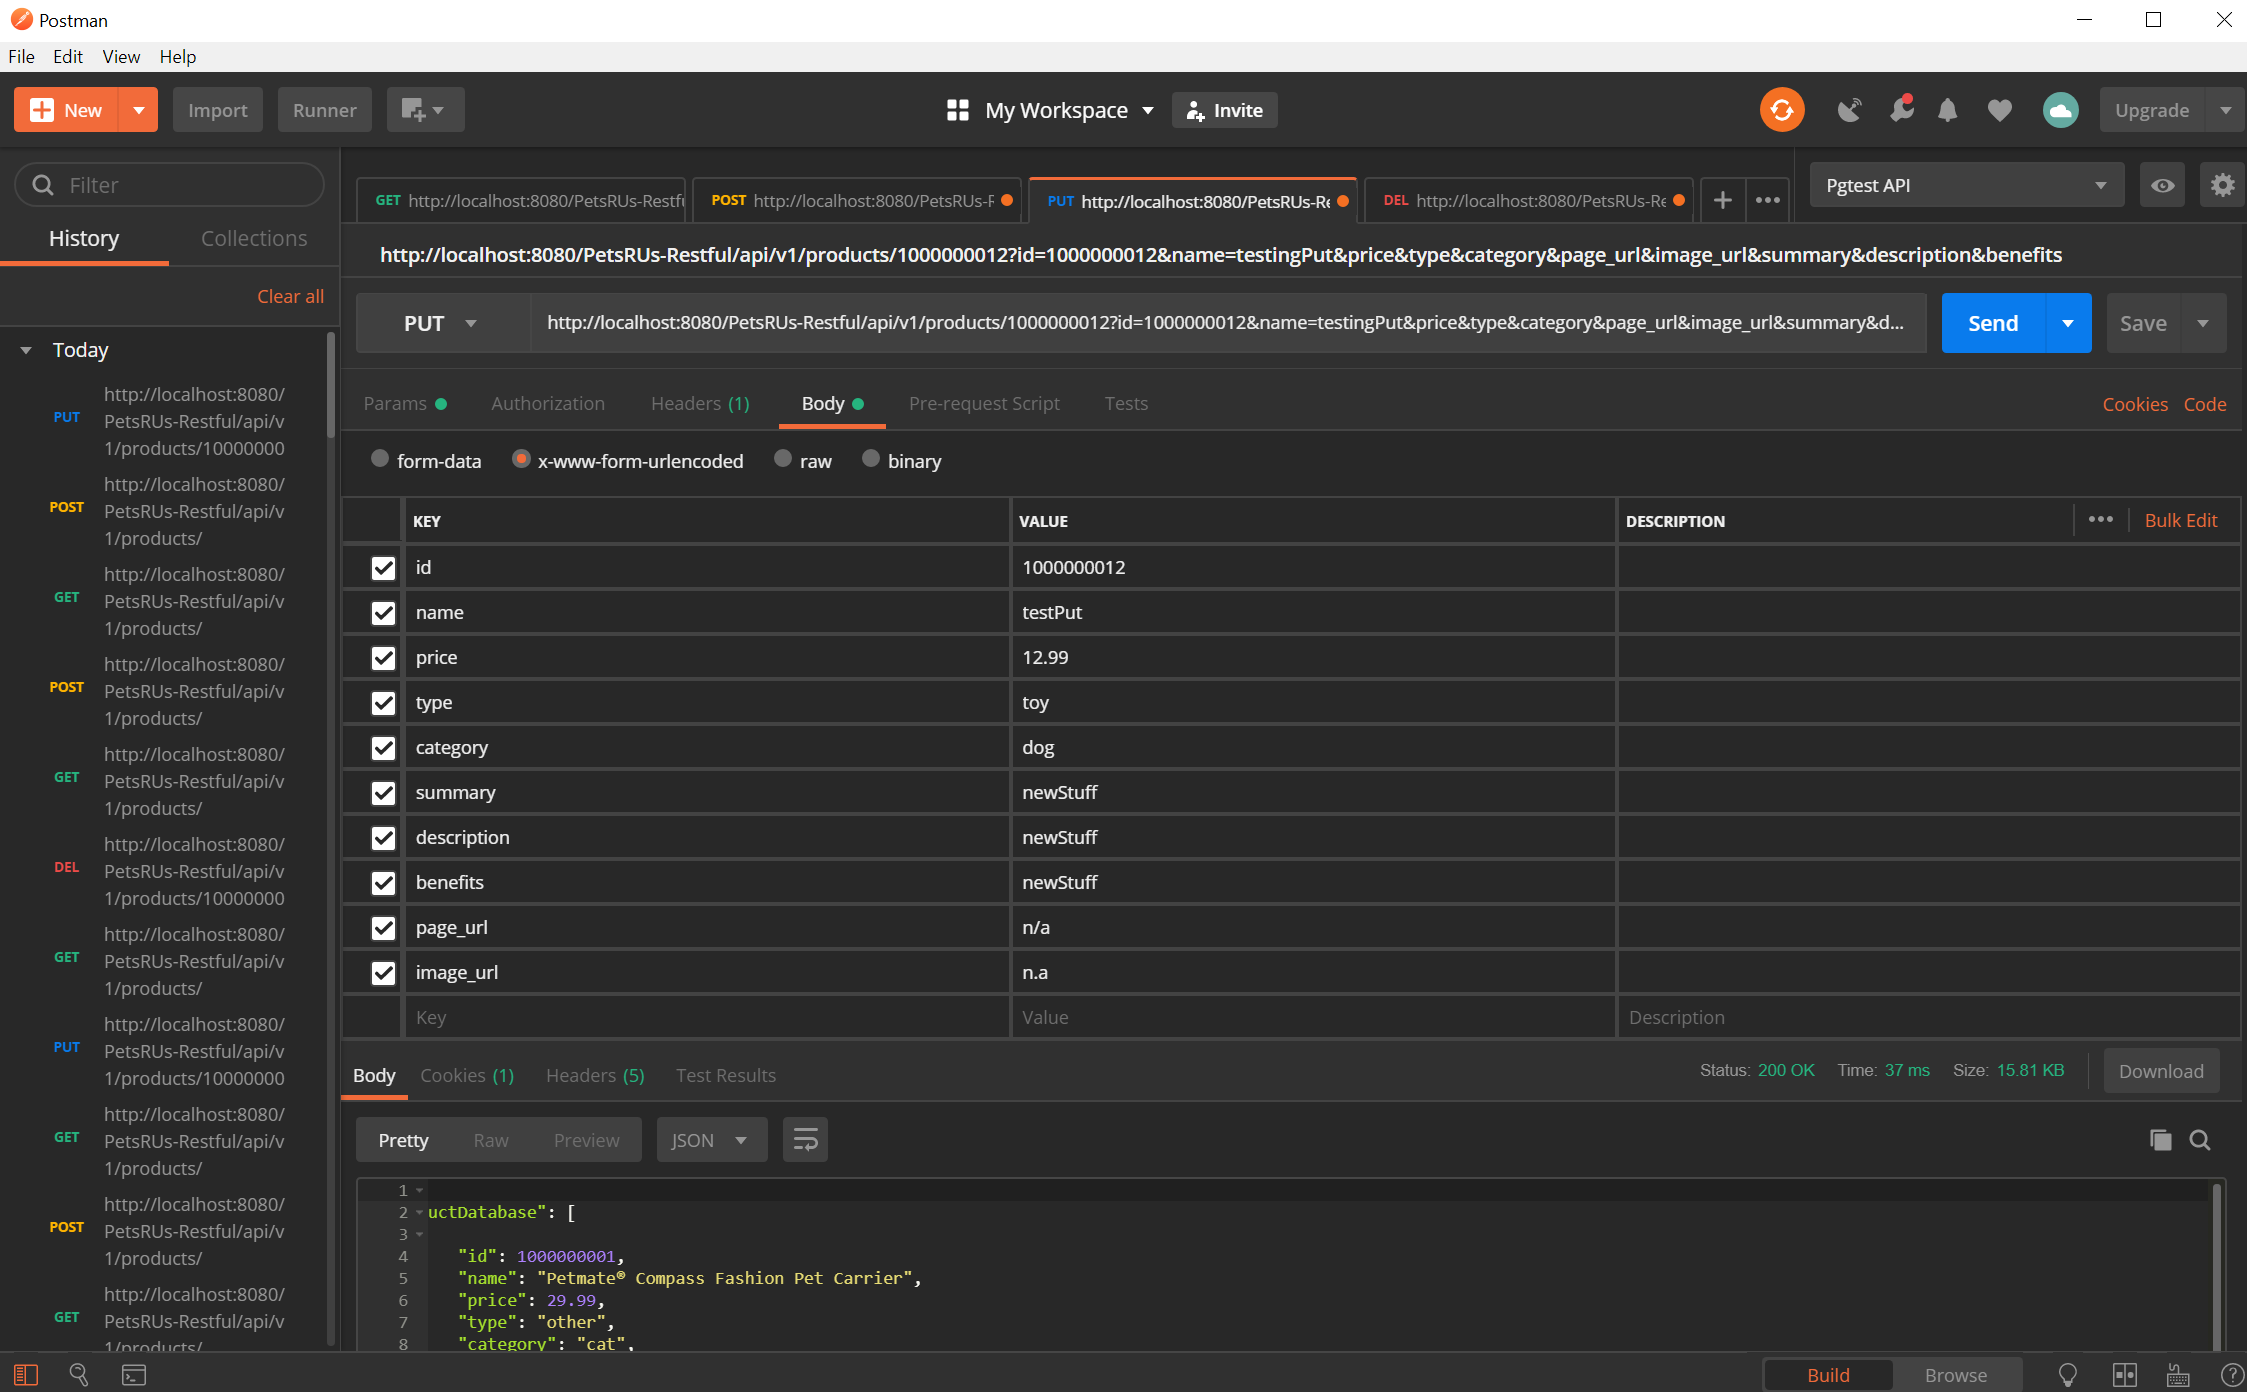 Postman
File Edit View Help
New Import Runner My Workspace Invite Upgrade
Filter
History Collections
Clear all
Today
PUT http://localhost:8080/
PetsRUs-Restful/api/v
1/products/10000000
POST http://localhost:8080/
PetsRUs-Restful/api/v
1/products/
GET http://localhost:8080/
PetsRUs-Restful/api/v
1/products/
POST http://localhost:8080/
PetsRUs-Restful/api/v
1/products/
GET http://localhost:8080/
PetsRUs-Restful/api/v
1/products/
DEL http://localhost:8080/
PetsRUs-Restful/api/v
1/products/10000000
GET http://localhost:8080/
PetsRUs-Restful/api/v
1/products/
PUT http://localhost:8080/
PetsRUs-Restful/api/v
1/products/10000000
GET http://localhost:8080/
PetsRUs-Restful/api/v
1/products/
POST http://localhost:8080/
PetsRUs-Restful/api/v
1/products/
GET http://localhost:8080/
PetsRUs-Restful/api/v
1/products
GET http://localhost:8080/PetsRUs-Restfu POST http://localhost:8080/PetsRUs-R PUT http://localhost:8080/PetsRUs-Re DEL http://localhost:8080/PetsRUs-Re Pgtest API
http://localhost:8080/PetsRUs-Restful/api/v1/products/1000000012?id=1000000012&name=testingPut&price&type&category&page_url&image_url&summary&description&benefits
PUT http://localhost:8080/PetsRUs-Restful/api/v1/products/1000000012?id=1000000012&name=testingPut&price&type&category&page_url&image_url&summary&d... Send Save
Params Authorization Headers (1) Body Pre-request Script Tests Cookies Code
form-data x-www-form-urlencoded raw binary
KEY VALUE DESCRIPTION Bulk Edit
id 1000000012
name testPut
price 12.99
type toy
category dog
summary newStuff
description newStuff
benefits newStuff
page_url n/a
image_url n.a
Key Value Description
Body Cookies (1) Headers (5) Test Results Status: 200 OK Time: 37 ms Size: 15.81 KB Download
Pretty Raw Preview JSON
1
2 uctDatabase": [
3
4 "id": 1000000001,
5 "name": "Petmate® Compass Fashion Pet Carrier",
6 "price": 29.99,
7 "type": "other",
8 "category": "cat",
Build Browse